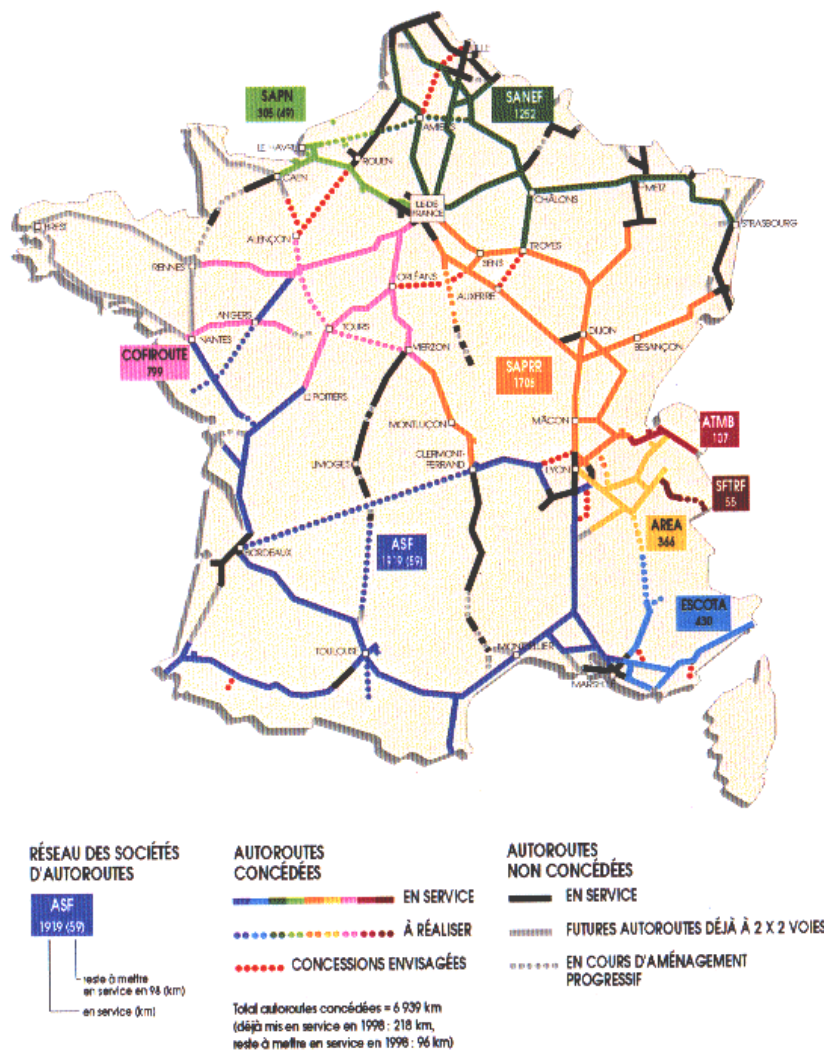 LLE
SAPN
305 (49)
SANEF
1252
AMIENS
LE HAVRE
ROUEN
CAEN
METZ
CHÂLONS
ILE-DE
FRANCE
STRASBOURG
BREST
ALENÇON
TROYES
SENS
RENNES
ORLÉANS
AUXERRE
ANGERS
TOURS
DIJON
NANTES
MERZON
BESANÇON
COFIROUTE
799
SAPRR
1708
POITIERS
MÂCON
ATMB
107
MONTLUÇON
CLERMONT-
FERRAND
LIMOGES
LYON
SFTRF
55
AREA
366
BORDEAUX
ASF
1919 (59)
ESCOTA
430
TOULOUSE
MONTPELLIER
MARSEILLE
RÉSEAU DES SOCIÉTÉS
D'AUTOROUTES
ASF
1919 (59)
reste à mettre
en service en 98 (km)
en service (km)
AUTOROUTES
CONCÉDÉES
EN SERVICE
À RÉALISER
CONCESSIONS ENVISAGÉES
Total autoroutes concédées = 6 939 km
(déjà mis en service en 1998 : 218 km,
reste à mettre en service en 1998 : 96 km)
AUTOROUTES
NON CONCÉDÉES
EN SERVICE
FUTURES AUTOROUTES DÉJÀ À 2 X 2 VOIES
EN COURS D'AMÉNAGEMENT
PROGRESSIF